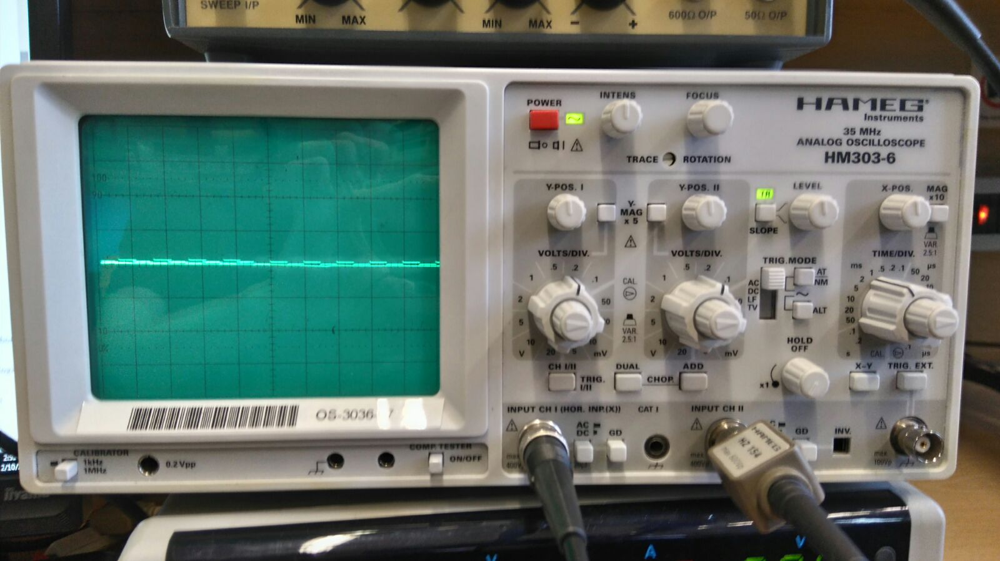 SWEEP I/P
MIN MAX
MIN MAX
− +
600Ω O/P
50Ω O/P
POWER
INTENS
FOCUS
HAMEG®
Instruments
35 MHz
ANALOG OSCILLOSCOPE
HM303-6
TRACE ROTATION
Y-POS. I
Y-POS. II
LEVEL
X-POS.
MAG
x10
TR
Y-
MAG
x 5
SLOPE
VAR.
2.5:1
VOLTS/DIV.
VOLTS/DIV.
TRIG. MODE
TIME/DIV.
100
90
10
0%
.5 .2
1 .1
2 50
5
10 10
V 20 5 mV
CAL.
VAR.
2.5:1
.5 .2
1 .1
2
5
10
V 20 mV
AC
DC
LF
TV
AT
NM
~
ALT
ms 1 .5 .2 .1 50 µs
2 20
5 10
10
20
50
.1
.2
s CAL. .1 µs
HOLD
OFF
x1
CH I/II
TRIG.
I/II
DUAL
CHOP.
ADD
X-Y
TRIG. EXT.
INPUT CH I (HOR. INP.(X))
CAT I
INPUT CH II
AC
DC
GD
GD
INV.
max
400V
max
400V
max
100Vp
HAMEG
HZ 154
OS-3036-
CALIBRATOR
1kHz
1MHz
0.2 Vpp
COMP. TESTER
ON/OFF
iiyama
V
A
V